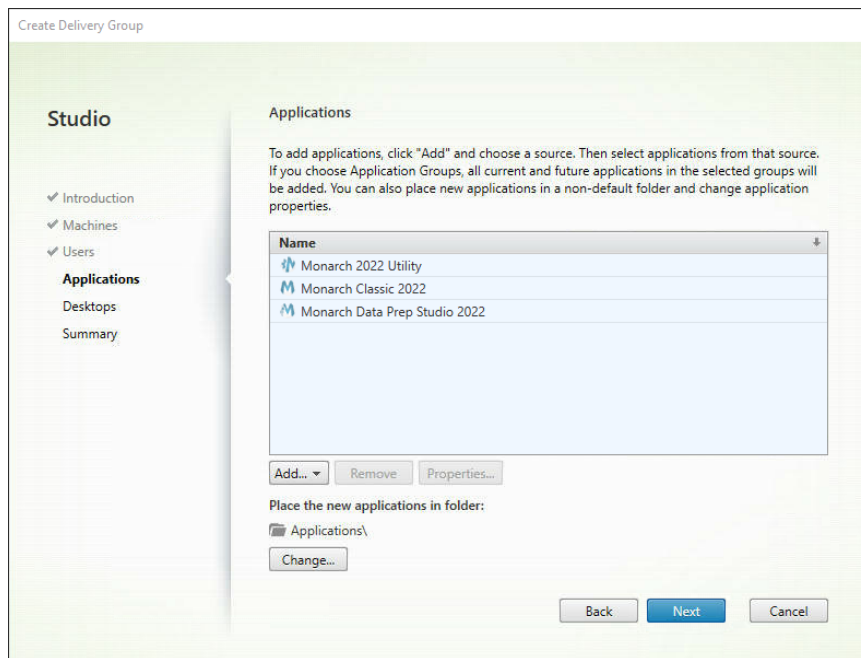 Create Delivery Group
Studio
Introduction
Machines
Users
Applications
Desktops
Summary
Applications
To add applications, click "Add" and choose a source. Then select applications from that source.
If you choose Application Groups, all current and future applications in the selected groups will
be added. You can also place new applications in a non-default folder and change application
properties.
Name
Monarch 2022 Utility
Monarch Classic 2022
Monarch Data Prep Studio 2022
Add... Remove Properties...
Place the new applications in folder:
Applications\
Change...
Back Next Cancel